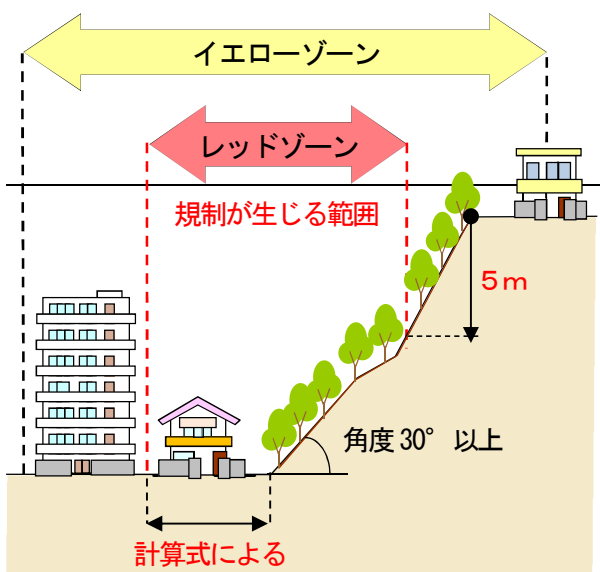 イエローゾーン
レッドゾーン
規制が生じる範囲
5m
角度30° 以上
計算式による